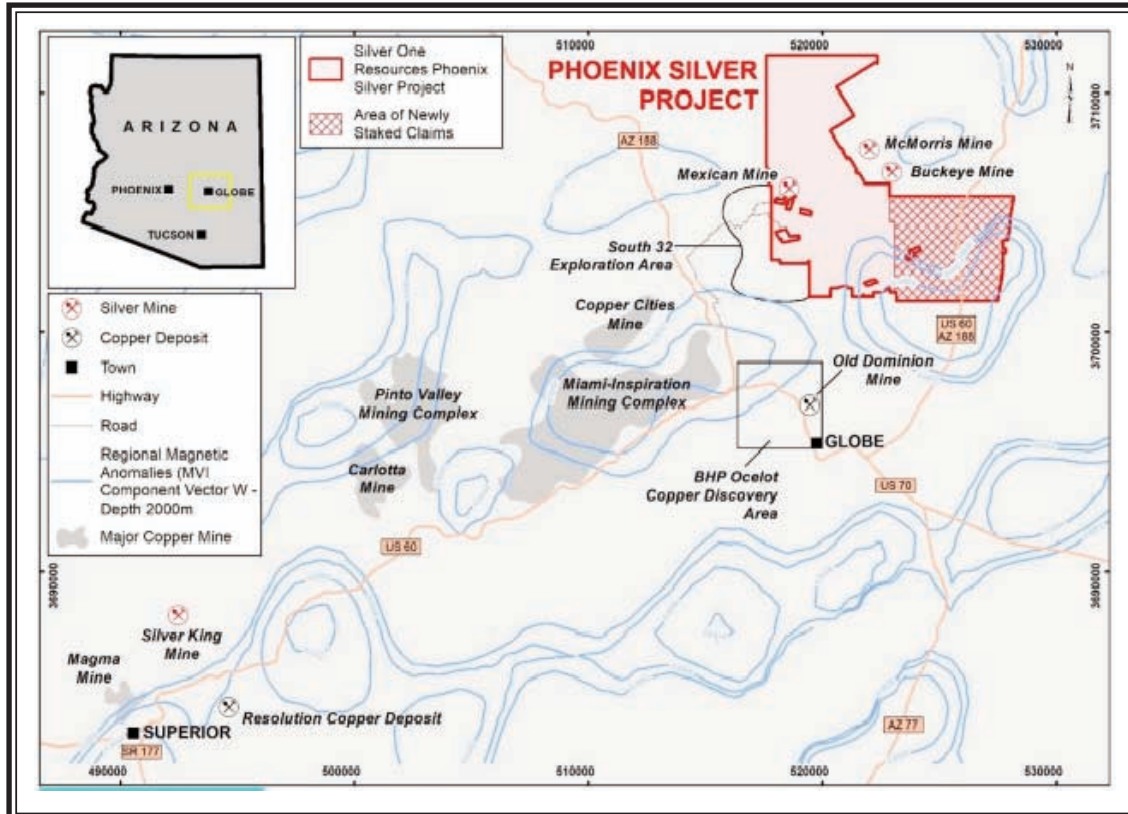 510000
520000
530000
ARIZONA
PHOENIX
GLOBE
TUCSON
Silver One
Resources Phoenix
Silver Project
Area of Newly
Staked Claims
PHOENIX SILVER
PROJECT
N
3710000
AZ 188
McMorris Mine
Buckeye Mine
Mexican Mine
South 32
Exploration Area
Silver Mine
Copper Deposit
Town
Highway
Road
Regional Magnetic
Anomalies (MVI
Component Vector W -
Depth 2000m
Major Copper Mine
Copper Cities
Mine
US 60
AZ 188
3700000
Pinto Valley
Mining Complex
Miami-Inspiration
Mining Complex
Old Dominion
Mine
GLOBE
Carlotta
Mine
BHP Ocelot
Copper Discovery
Area
US 70
US 60
3690000
3690000
Silver King
Mine
Magma
Mine
Resolution Copper Deposit
SUPERIOR
SR 177
AZ 77
490000
500000
510000
520000
530000